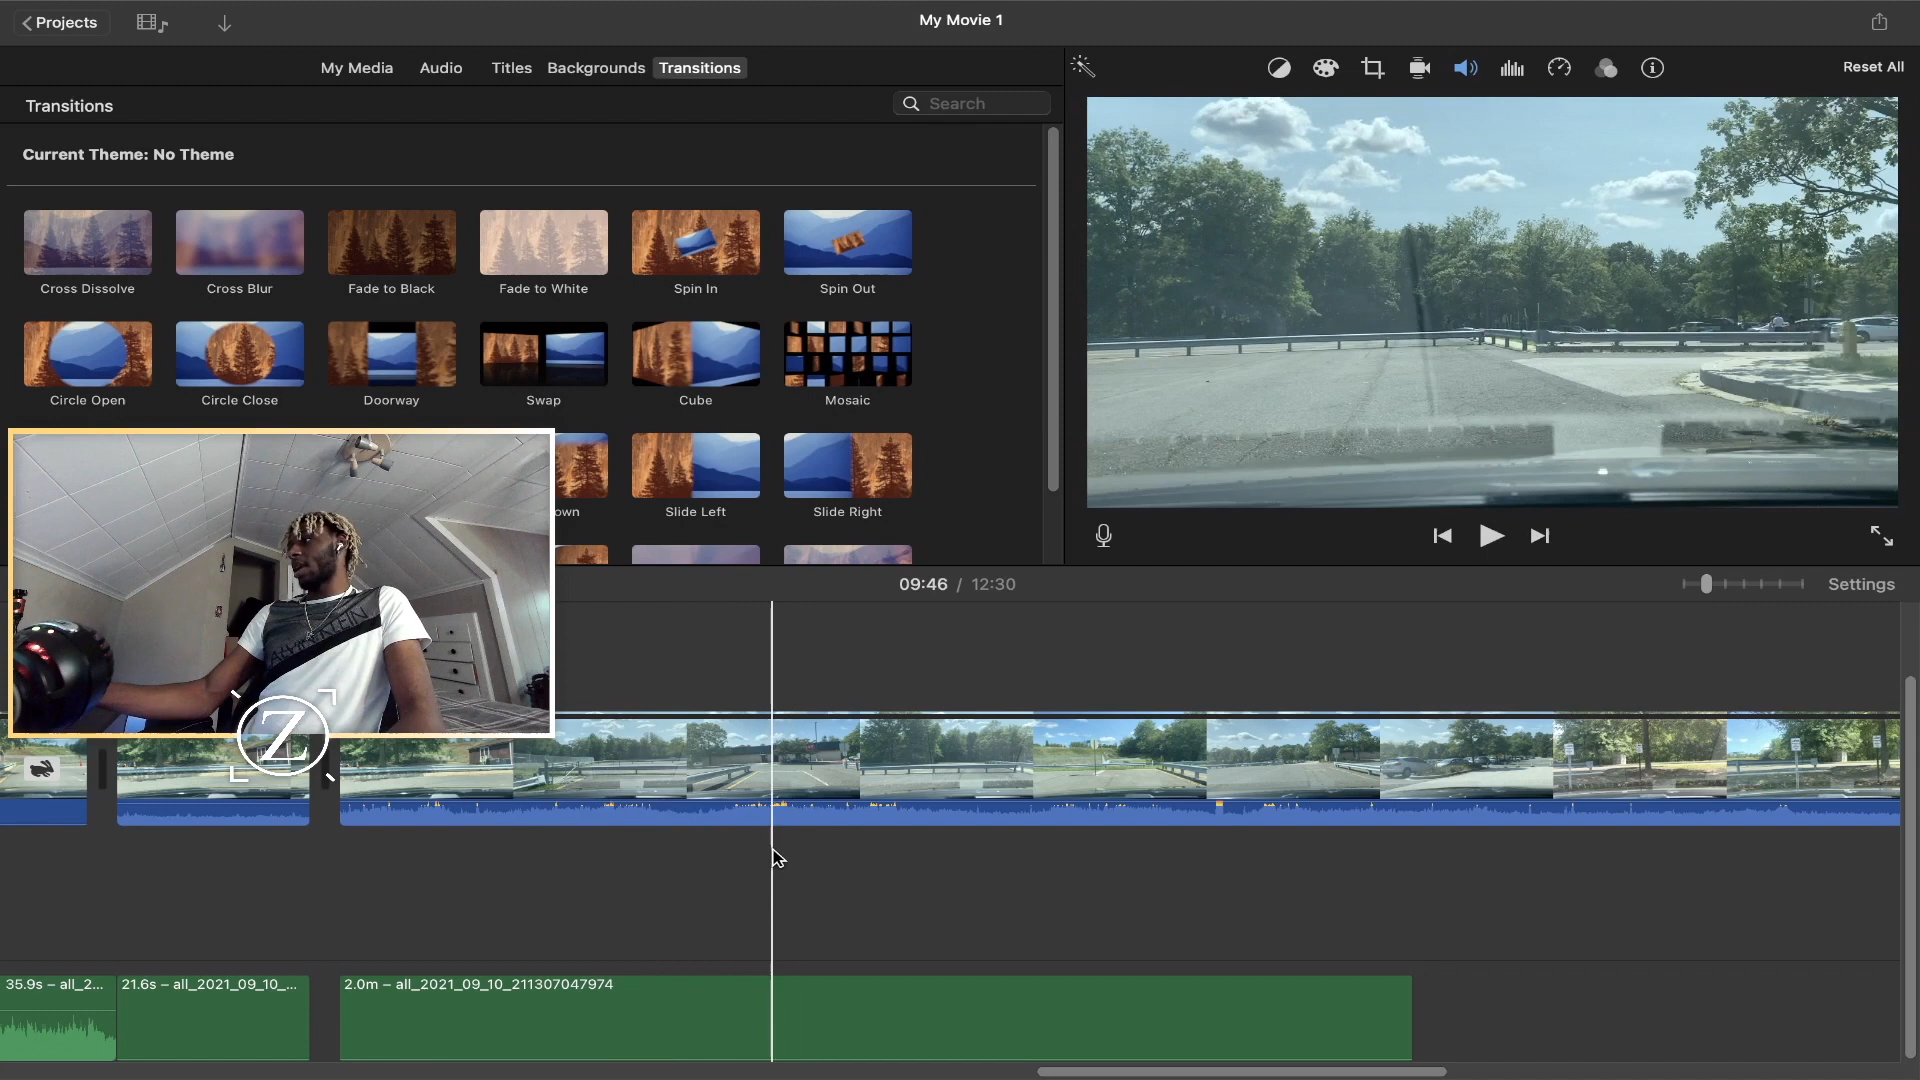 Projects
My Movie 1
My Media
Audio
Titles
Backgrounds
Transitions
Reset All
Transitions
Search
Current Theme: No Theme
Cross Dissolve
Cross Blur
Fade to Black
Fade to White
Spin In
Spin Out
Circle Open
Circle Close
Doorway
Swap
Cube
Mosaic
own
Slide Left
Slide Right
09:46 / 12:30
Settings
Z
35.9s – all_2...
21.6s – all_2021_09_10_...
2.0m – all_2021_09_10_211307047974